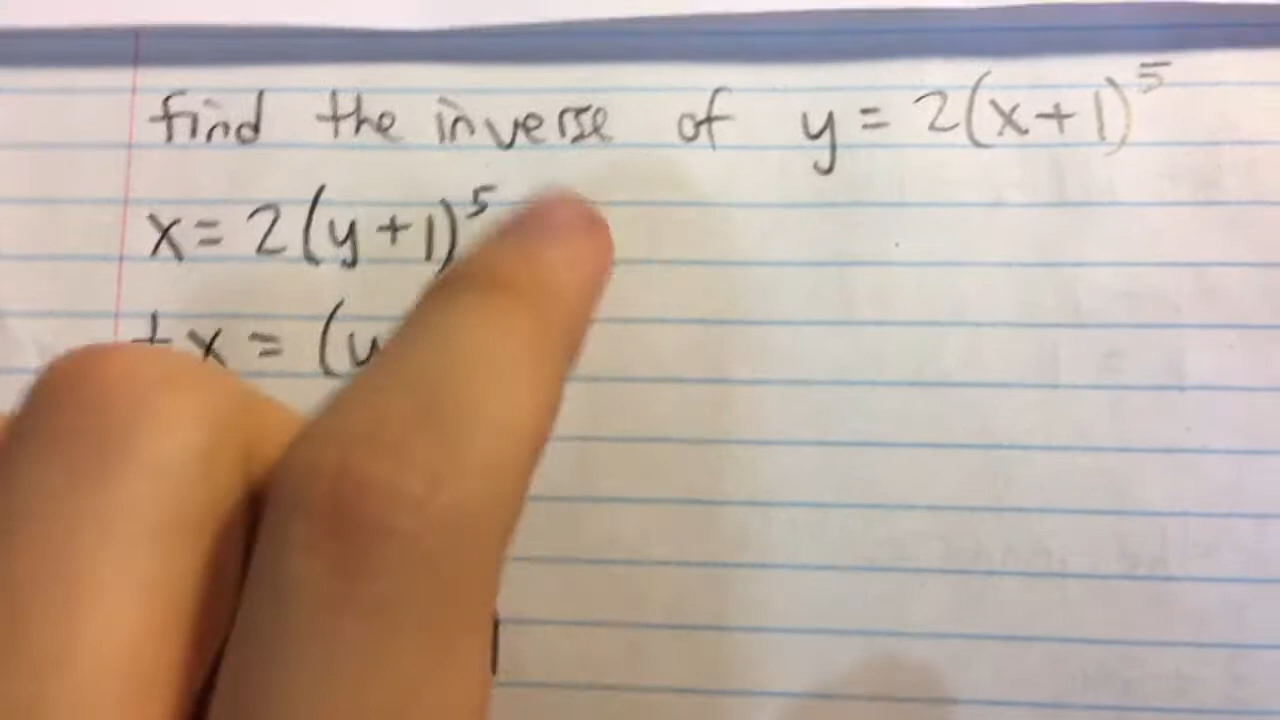 find the inverse of y = 2(x+1)^5
x = 2(y+1)^5
x = (y